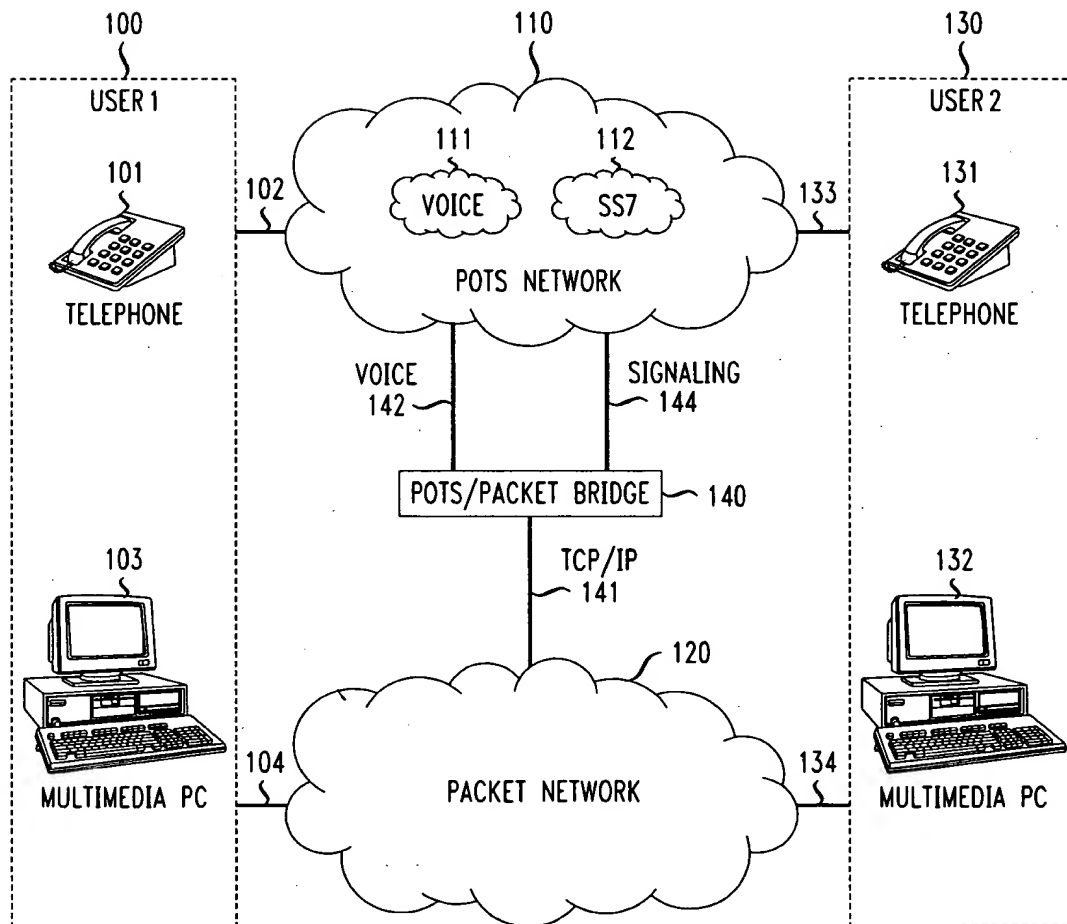 100
110
130
USER 1
USER 2
101
111
112
131
102
VOICE
SS7
133
POTS NETWORK
TELEPHONE
TELEPHONE
VOICE
142
SIGNALING
144
POTS/PACKET BRIDGE
140
103
TCP/IP
141
132
120
104
PACKET NETWORK
134
MULTIMEDIA PC
MULTIMEDIA PC